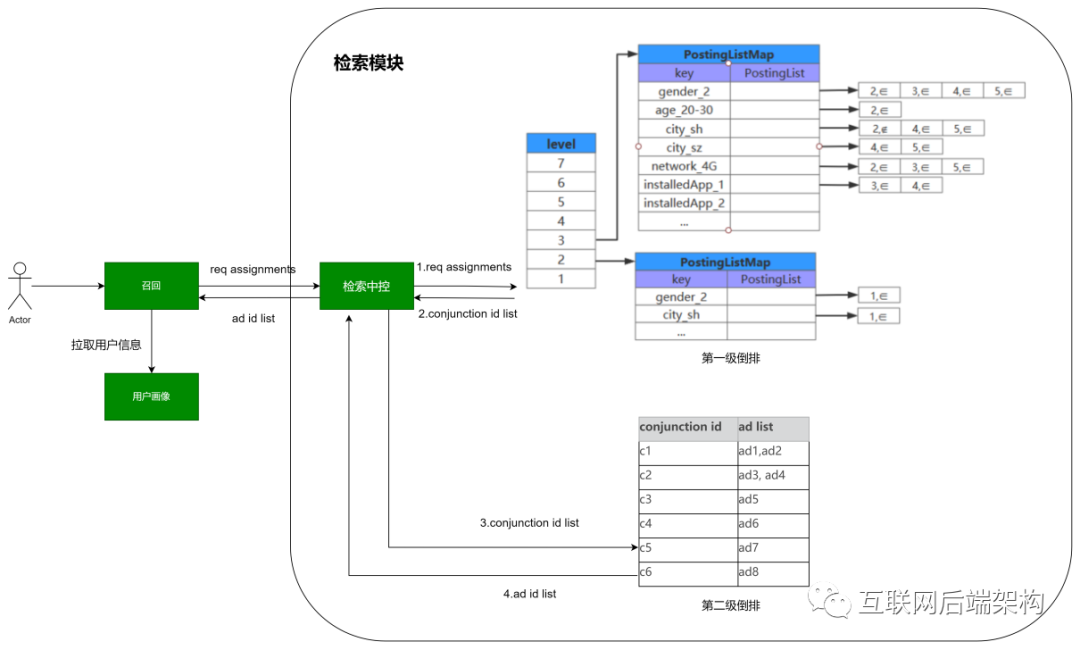 检索模块
PostingListMap
key PostingList
gender_2 2,∈ 3,∈ 4,∈ 5,∈
age_20-30 2,∈
city_sh 2,∉ 4,∈ 5,∈
city_sz 4,∈ 5,∈
network_4G 2,∈ 3,∈ 5,∈
installedApp_1 3,∈ 4,∈
installedApp_2
...
level
7
6
5
4
3
2
1
PostingListMap
key PostingList
gender_2 1,∈
city_sh 1,∈
...
第一级倒排
Actor
召回
req assignments
ad id list
检索中控
1.req assignments
2.conjunction id list
拉取用户信息
用户画像
conjunction id ad list
c1 ad1,ad2
c2 ad3, ad4
c3 ad5
c4 ad6
c5 ad7
c6 ad8
3.conjunction id list
4.ad id list
第二级倒排
互联网后端架构